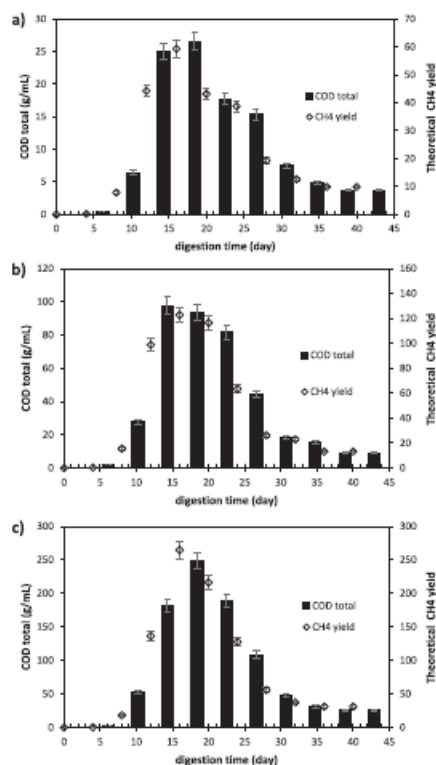 a)
30
25
20
15
10
5
0
COD total (g/mL)
70
60
50
40
30
20
10
0
Theoretical CH4 yield
COD total
CH4 yield
0 5 10 15 20 25 30 35 40 45
digestion time (day)
b)
120
100
80
60
40
20
0
COD total (g/mL)
160
140
120
100
80
60
40
20
0
Theoretical CH4 yield
COD total
CH4 yield
0 5 10 15 20 25 30 35 40 45
digestion time (day)
c)
300
250
200
150
100
50
0
COD total (g/mL)
300
250
200
150
100
50
0
Theoretical CH4 yield
COD total
CH4 yield
0 5 10 15 20 25 30 35 40 45
digestion time (day)